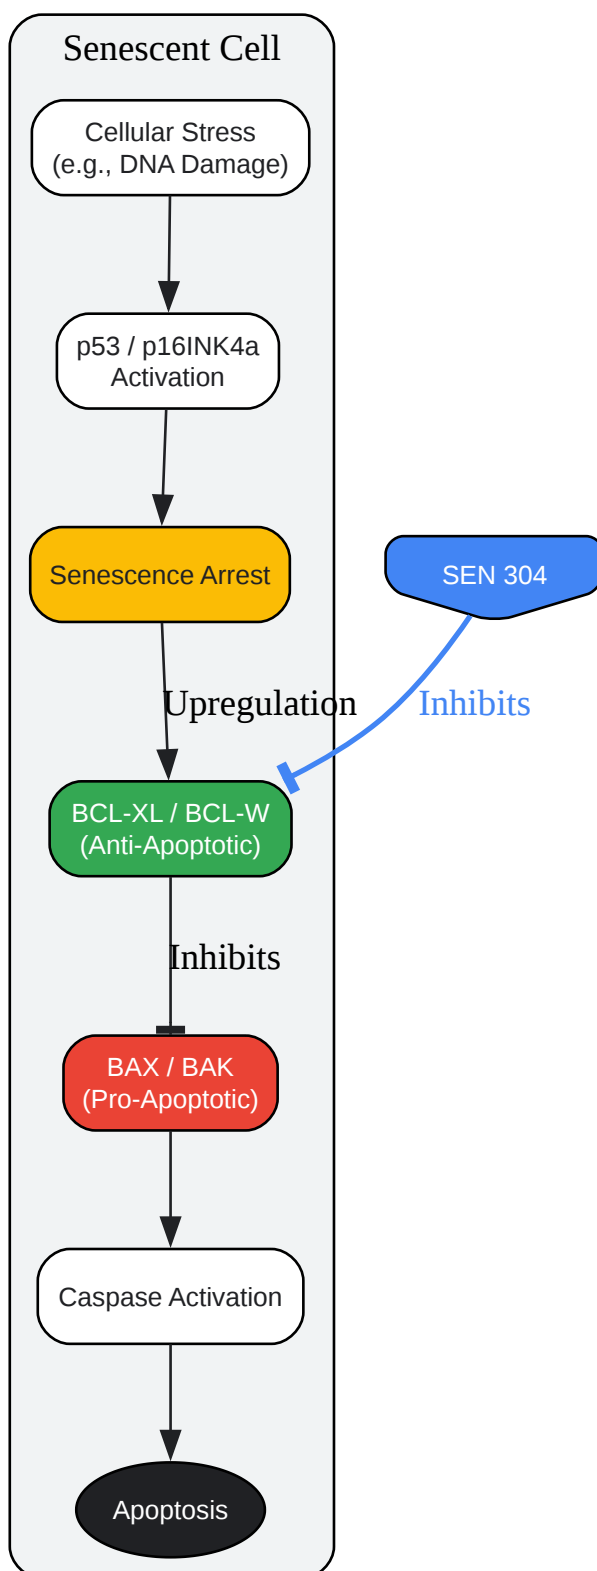 Senescent Cell
Cellular Stress
(e.g., DNA Damage)
p53 / p16INK4a
Activation
Senescence Arrest
SEN 304
Upregulation
Inhibits
BCL-XL / BCL-W
(Anti-Apoptotic)
Inhibits
BAX / BAK
(Pro-Apoptotic)
Caspase Activation
Apoptosis